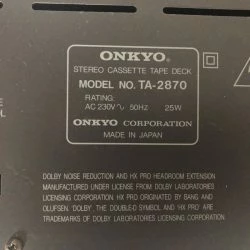 ONKYO
STEREO CASSETTE TAPE DECK
MODEL NO. TA-2870
RATING:
AC 230V~ 50Hz 25W
ONKYO CORPORATION
MADE IN JAPAN
DOLBY NOISE REDUCTION AND HX PRO HEADROOM EXTENSION
MANUFACTURED UNDER LICENSE FROM DOLBY LABORATORIES
LICENSING CORPORATION. HX PRO ORIGINATED BY BANG AND
OLUFSEN. "DOLBY", THE DOUBLE-D SYMBOL AND "HX PRO" ARE
TRADEMARKS OF DOLBY LABORATORIES LICENSING CORPORATION.